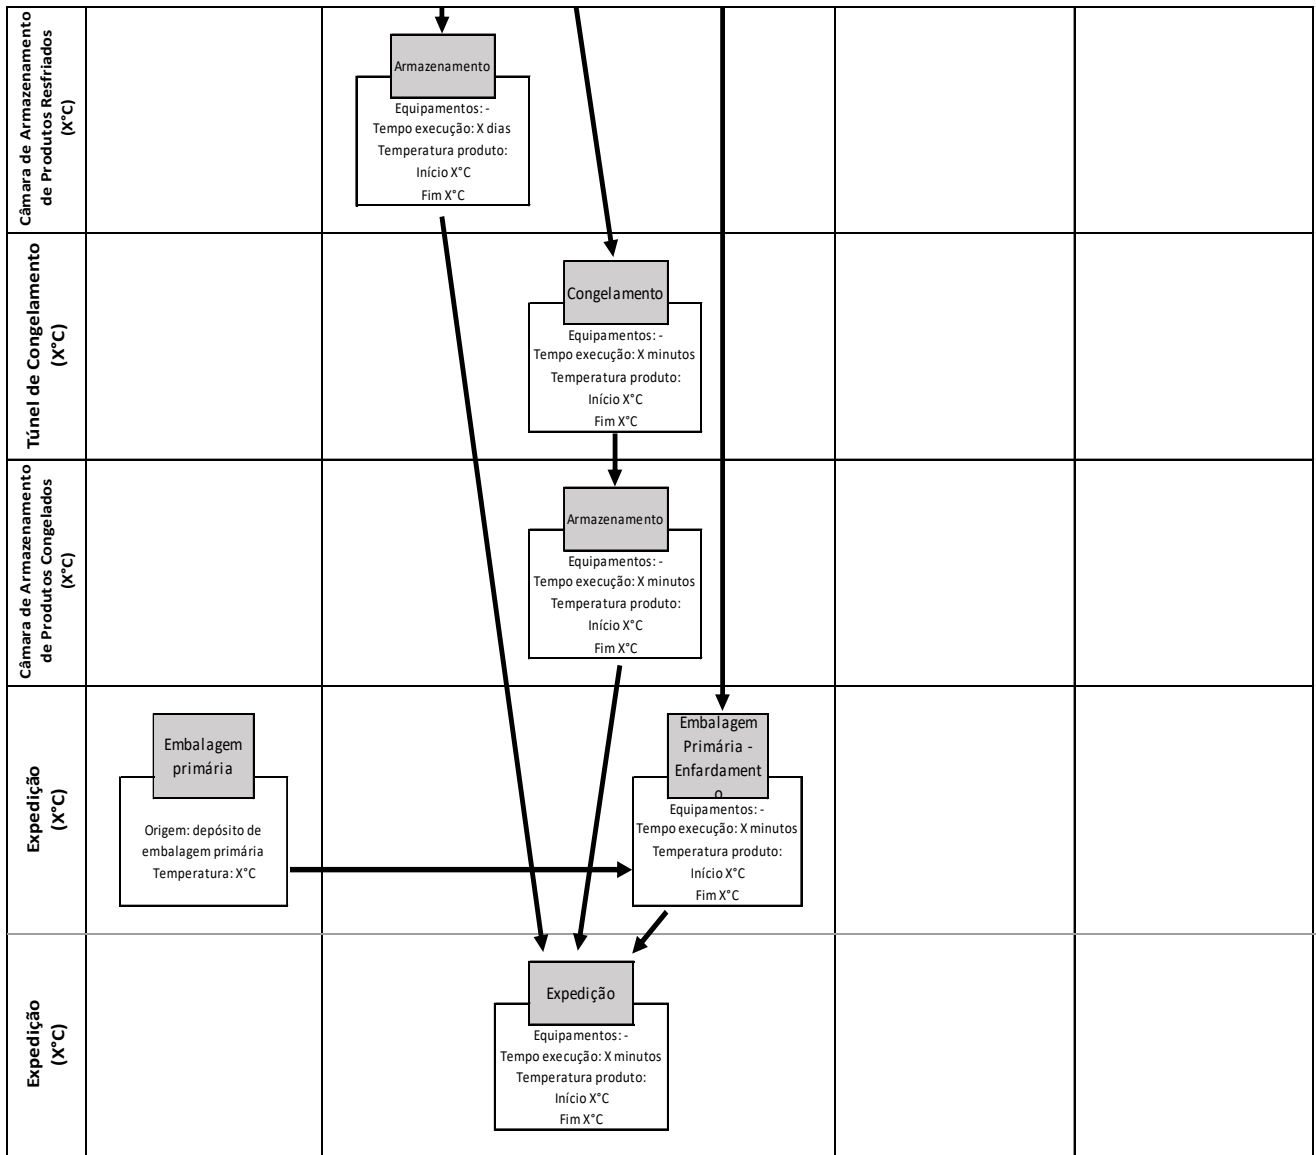 Câmara de Armazenamento
de Produtos Resfriados
(X°C)
Armazenamento
Equipamentos: -
Tempo execução: X dias
Temperatura produto:
Início X°C
Fim X°C
Túnel de Congelamento
(X°C)
Congelamento
Equipamentos: -
Tempo execução: X minutos
Temperatura produto:
Início X°C
Fim X°C
Câmara de Armazenamento
de Produtos Congelados
(X°C)
Armazenamento
Equipamentos: -
Tempo execução: X minutos
Temperatura produto:
Início X°C
Fim X°C
Expedição
(X°C)
Embalagem
primária
Origem: depósito de
embalagem primária
Temperatura: X°C
Embalagem
Primária -
Enfardament
o
Equipamentos: -
Tempo execução: X minutos
Temperatura produto:
Início X°C
Fim X°C
Expedição
(X°C)
Expedição
Equipamentos: -
Tempo execução: X minutos
Temperatura produto:
Início X°C
Fim X°C